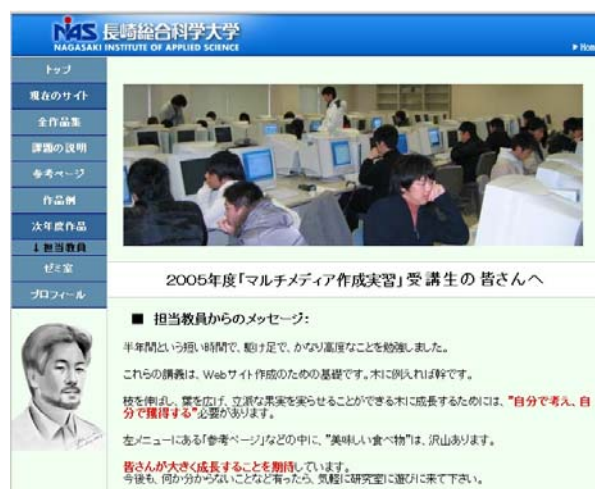 NAS 長崎総合科学大学
NAGASAKI INSTITUTE OF APPLIED SCIENCE
▶ Hom
トップ
現在のサイト
全作品集
課題の説明
参考ページ
作品例
次年度作品
↓担当教員
ゼミ室
プロフィール
2005年度「マルチメディア作成実習」受講生の皆さんへ
■ 担当教員からのメッセージ:
半年間という短い時間で、駆け足で、かなり高度なことを勉強しました。
これらの講義は、Webサイト作成のための基礎です。木に例えれば幹です。
枝を伸ばし、葉を広げ、立派な果実を実らせることができる木に成長するためには、"自分で考え、自
分で獲得する"必要があります。
左メニューにある「参考ページ」などの中に、"美味しい食べ物"は、沢山あります。
皆さんが大きく成長することを期待しています。
今後も、何か分からないことなど有ったら、気軽に研究室に遊びに来て下さい。